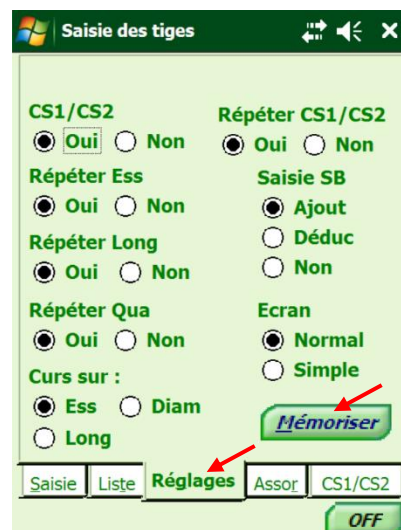 Saisie des tiges
CS1/CS2
Oui Non
Répéter CS1/CS2
Oui Non
Répéter Ess
Oui Non
Saisie SB
Ajout
Déduc
Non
Répéter Long
Oui Non
Répéter Qua
Oui Non
Ecran
Normal
Simple
Curs sur :
Ess Diam
Long
Mémoriser
Saisie Liste Réglages Assor CS1/CS2
OFF